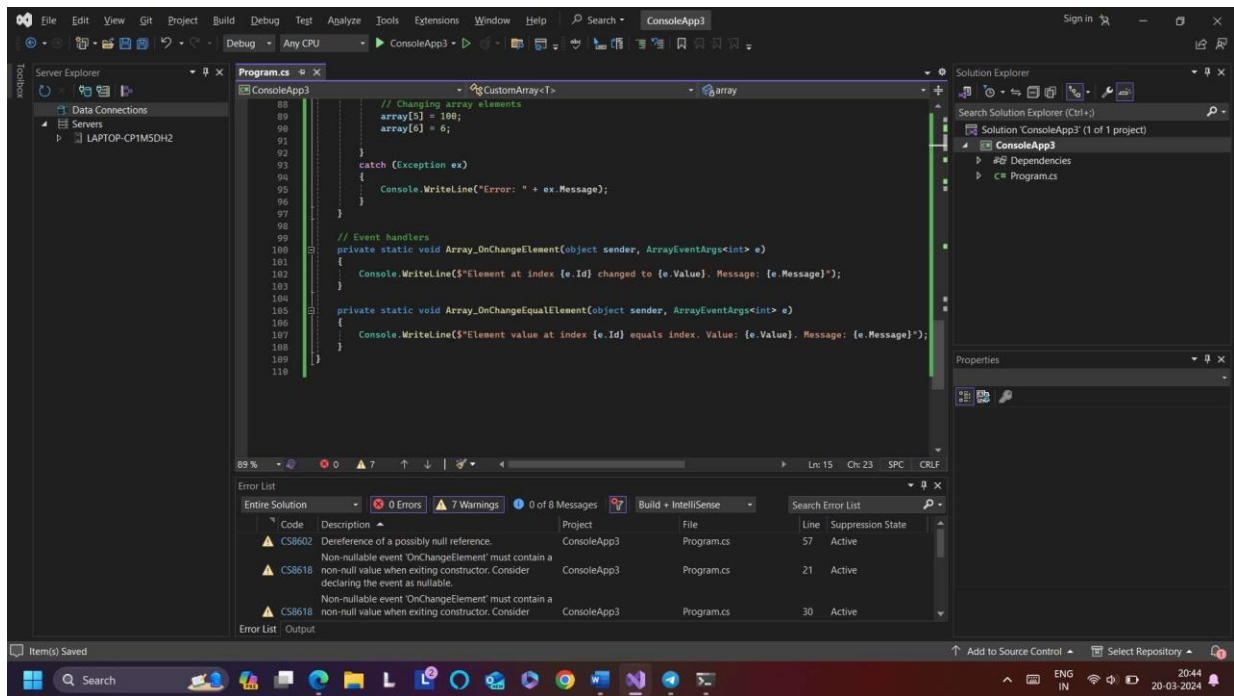 File Edit View Git Project Build Debug Test Analyze Tools Extensions Window Help Search ConsoleApp3 Sign in
Debug Any CPU ConsoleApp3
Toolbox
Server Explorer
Data Connections
Servers
LAPTOP-CP1M5DH2
Program.cs
ConsoleApp3 CustomArray<T> array
88 // Changing array elements
89 array[5] = 100;
90 array[6] = 6;
91
92 }
93 catch (Exception ex)
94 {
95 Console.WriteLine("Error: " + ex.Message);
96 }
97 }
98
99 // Event handlers
100 private static void Array_OnChangeElement(object sender, ArrayEventArgs<int> e)
101 {
102 Console.WriteLine($"Element at index {e.Id} changed to {e.Value}. Message: {e.Message}");
103 }
104
105 private static void Array_OnChangeEqualElement(object sender, ArrayEventArgs<int> e)
106 {
107 Console.WriteLine($"Element value at index {e.Id} equals index. Value: {e.Value}. Message: {e.Message}");
108 }
109 }
110
89 % 0 7 Ln: 15 Ch: 23 SPC CRLF
Error List
Entire Solution 0 Errors 7 Warnings 0 of 8 Messages Build + IntelliSense Search Error List
Code Description Project File Line Suppression State
CS8602 Dereference of a possibly null reference. ConsoleApp3 Program.cs 57 Active
Non-nullable event 'OnChangeElement' must contain a
CS8618 non-null value when exiting constructor. Consider ConsoleApp3 Program.cs 21 Active
declaring the event as nullable.
Non-nullable event 'OnChangeElement' must contain a
CS8618 non-null value when exiting constructor. Consider ConsoleApp3 Program.cs 30 Active
Error List Output
Solution Explorer
Search Solution Explorer (Ctrl+;)
Solution 'ConsoleApp3' (1 of 1 project)
ConsoleApp3
Dependencies
C# Program.cs
Properties
Item(s) Saved Add to Source Control Select Repository
Search ENG 20:44
IN 20-03-2024